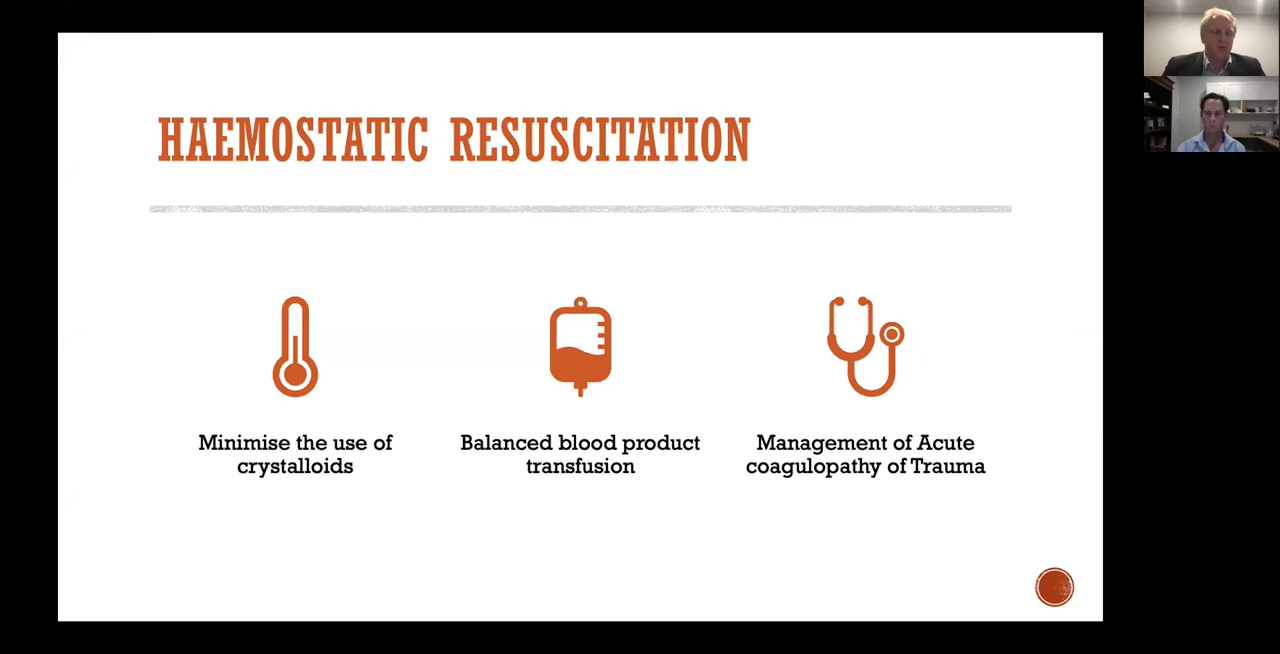 HAEMOSTATIC RESUSCITATION
Minimise the use of
crystalloids
Balanced blood product
transfusion
Management of Acute
coagulopathy of Trauma